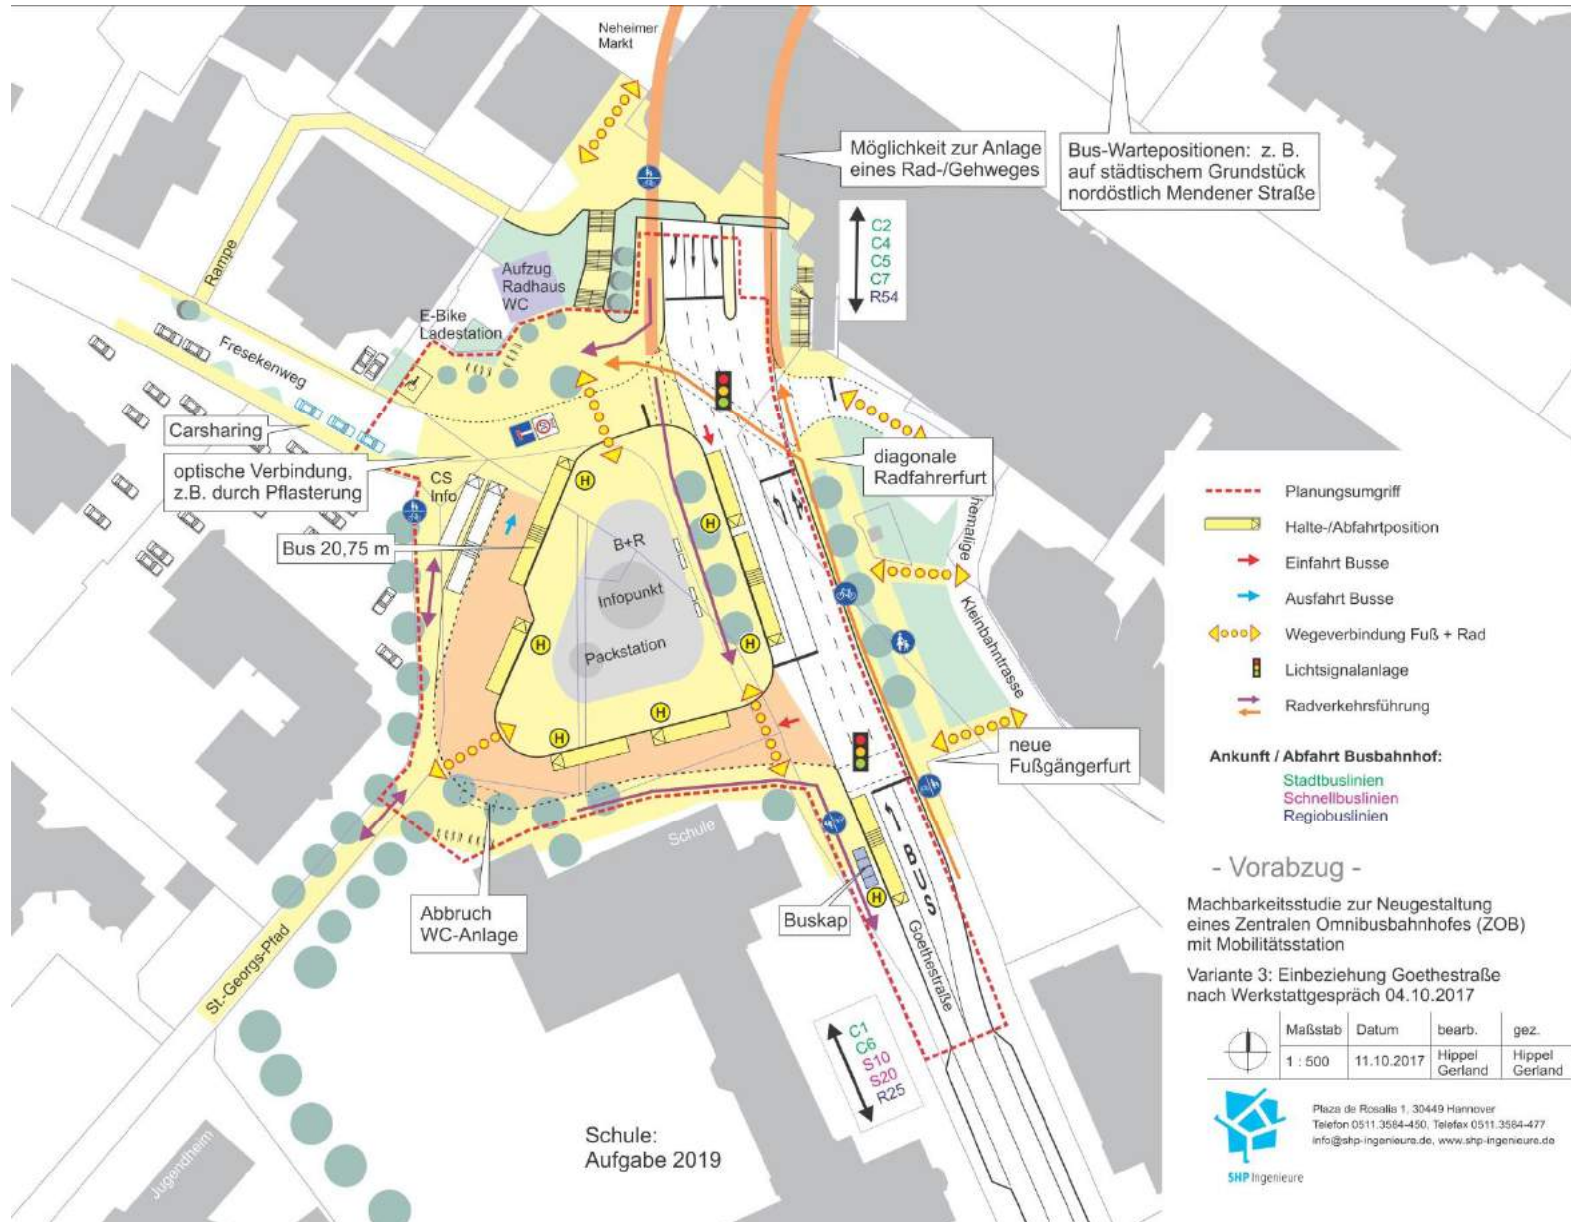 Neheimer
Markt
Möglichkeit zur Anlage
eines Rad-/Gehweges
Bus-Wartepositionen: z. B.
auf städtischem Grundstück
nordöstlich Mendener Straße
C2
C4
C5
C7
R54
Rampe
Aufzug
Radhaus
WC
E-Bike
Ladestation
Fresekenweg
Carsharing
optische Verbindung,
z.B. durch Pflasterung
CS
Info
Bus 20,75 m
diagonale
Radfahrerfurt
B+R
Infopunkt
Packstation
H
H
H
H
H
H
H
ehemalige
Kleinbahntrasse
neue
Fußgängerfurt
Schule
Abbruch
WC-Anlage
Buskap
BUS
Goethestraße
St.-Georgs-Pfad
Jugendheim
C1
C6
S10
S20
R25
Schule:
Aufgabe 2019
Planungsumgriff
Halte-/Abfahrtposition
Einfahrt Busse
Ausfahrt Busse
Wegeverbindung Fuß + Rad
Lichtsignalanlage
Radverkehrsführung
Ankunft / Abfahrt Busbahnhof:
Stadtbuslinien
Schnellbuslinien
Regiobuslinien
- Vorabzug -
Machbarkeitsstudie zur Neugestaltung
eines Zentralen Omnibusbahnhofes (ZOB)
mit Mobilitätsstation
Variante 3: Einbeziehung Goethestraße
nach Werkstattgespräch 04.10.2017
Maßstab Datum bearb. gez.
1 : 500 11.10.2017 Hippel Gerland Hippel Gerland
Plaza de Rosalia 1, 30449 Hannover
Telefon 0511.3584-450, Telefax 0511.3584-477
info@shp-ingenieure.de, www.shp-ingenieure.de
SHP Ingenieure